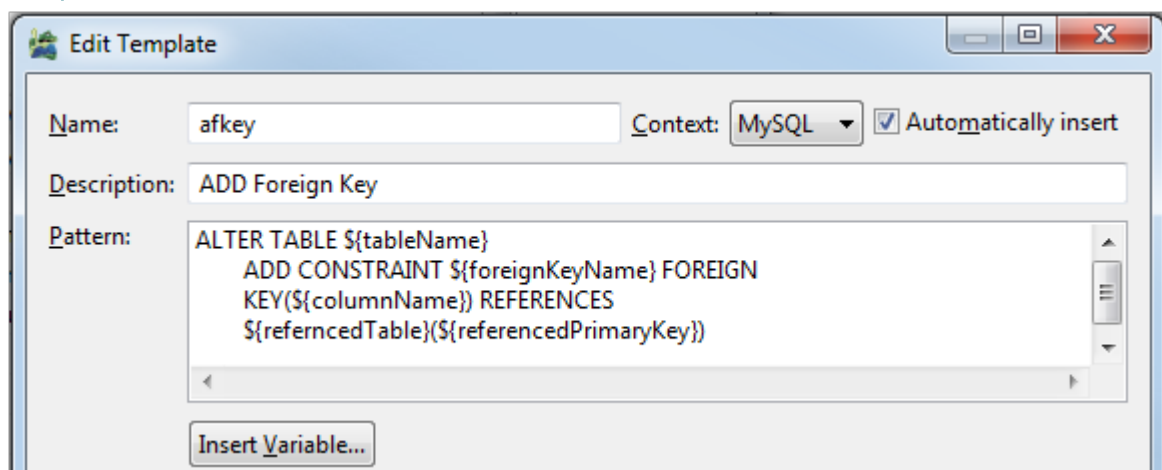 Edit Template
Name: afkey Context: MySQL Automatically insert
Description: ADD Foreign Key
Pattern: ALTER TABLE ${tableName}
ADD CONSTRAINT ${foreignKeyName} FOREIGN
KEY(${columnName}) REFERENCES
${referncedTable}(${referencedPrimaryKey})
Insert Variable...